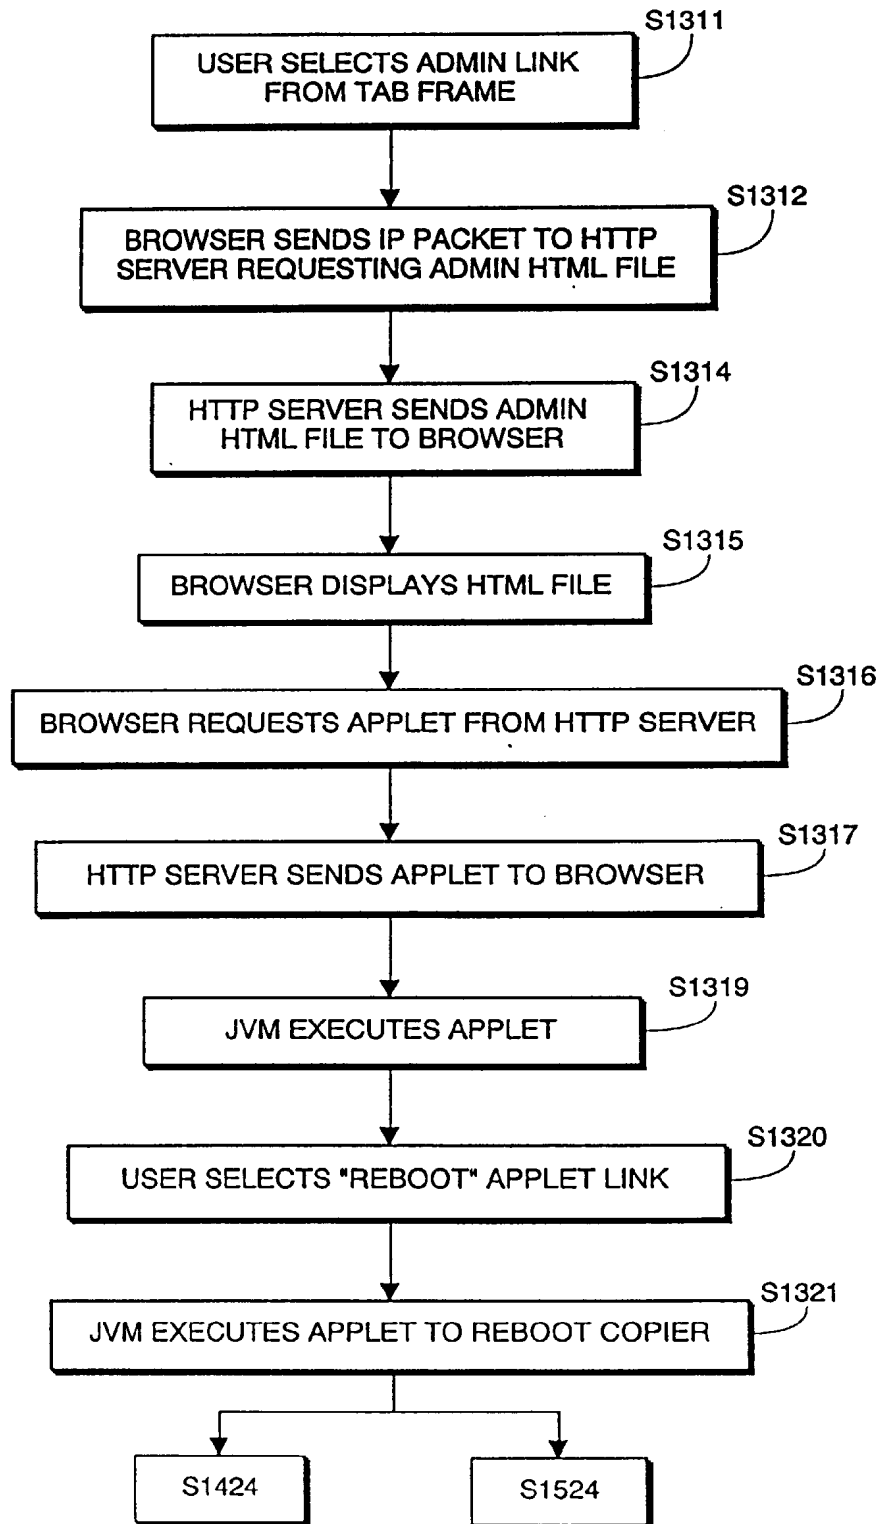 S1311
USER SELECTS ADMIN LINK
FROM TAB FRAME
S1312
BROWSER SENDS IP PACKET TO HTTP
SERVER REQUESTING ADMIN HTML FILE
S1314
HTTP SERVER SENDS ADMIN
HTML FILE TO BROWSER
S1315
BROWSER DISPLAYS HTML FILE
S1316
BROWSER REQUESTS APPLET FROM HTTP SERVER
S1317
HTTP SERVER SENDS APPLET TO BROWSER
S1319
JVM EXECUTES APPLET
S1320
USER SELECTS "REBOOT" APPLET LINK
S1321
JVM EXECUTES APPLET TO REBOOT COPIER
S1424
S1524